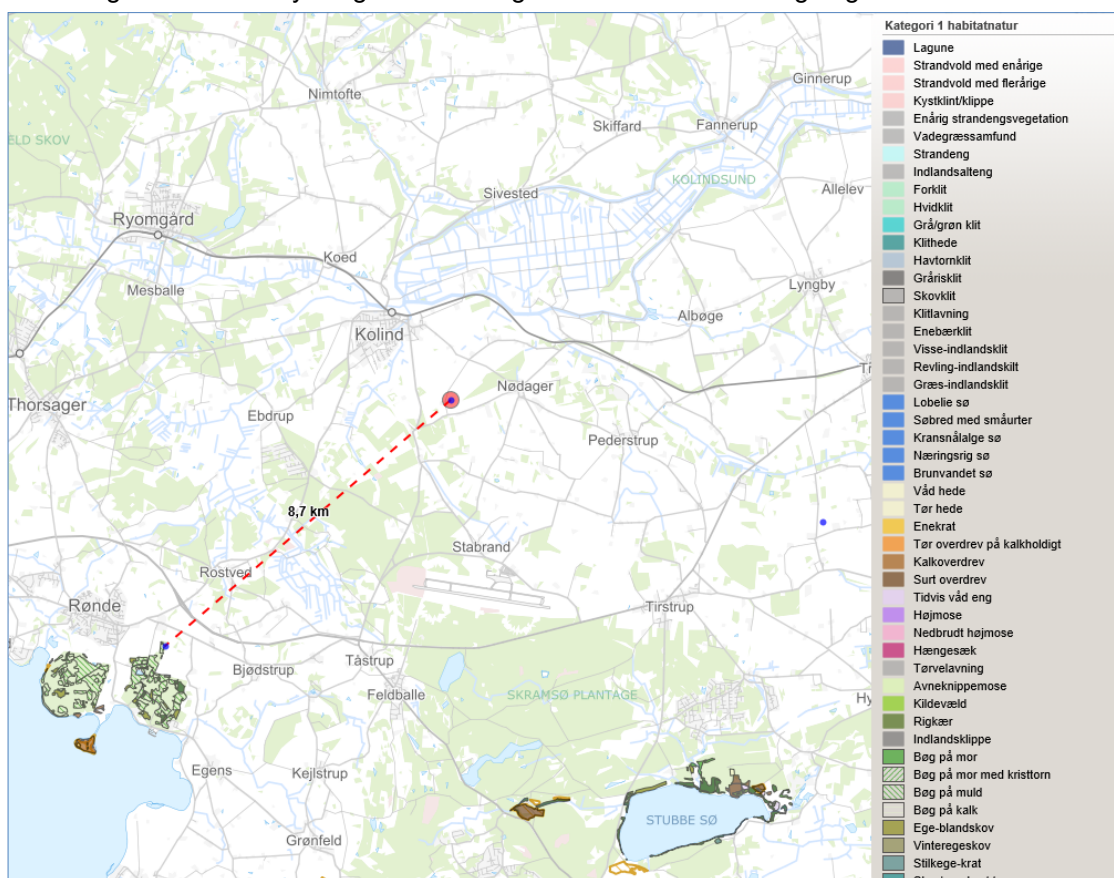 Kategori 1 habitatnatur
Lagune
Strandvold med enårige
Strandvold med flerårige
Kystklint/klippe
Enårig strandengsvegetation
Vadegræssamfund
Strandeng
Indlandsalteng
Forklit
Hvidklit
Grå/grøn klit
Klithede
Havtornklit
Grårisklit
Skovklit
Klitlavning
Enebærklit
Visse-indlandsklit
Revling-indlandskilt
Græs-indlandsklit
Lobelie sø
Søbred med småurter
Kransnålalge sø
Næringsrig sø
Brunvandet sø
Våd hede
Tør hede
Enekrat
Tør overdrev på kalkholdigt
Kalkoverdrev
Surt overdrev
Tidvis våd eng
Højmose
Nedbrudt højmose
Hængesæk
Tørvelavning
Avneknippemose
Kildevæld
Rigkær
Indlandsklippe
Bøg på mor
Bøg på mor med kristtorn
Bøg på muld
Bøg på kalk
Ege-blandskov
Vinteregeskov
Stilkege-krat
Ginnerup
Nimtofte
Skiffard
Fannerup
ELD SKOV
KOLINDSUND
Allelev
Sivested
Ryomgård
Koed
Mesballe
Lyngby
Albøge
Kolind
Thorsager
Nødager
Ebdrup
Pederstrup
8,7 km
Stabrand
Rostved
Rønde
Tirstrup
Bjødstrup
Tåstrup
Feldballe
SKRAMSØ PLANTAGE
Hy
Egens
Kejlstrup
STUBBE SØ
Grønfeld